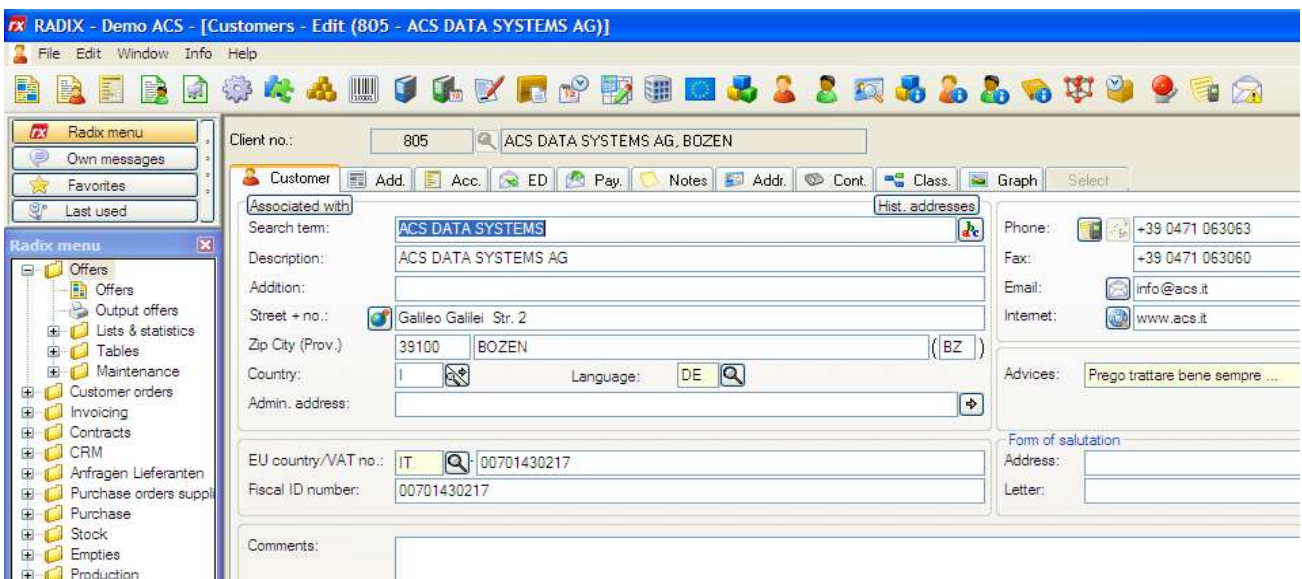 RADIX - Demo ACS - [Customers - Edit (805 - ACS DATA SYSTEMS AG)]
File Edit Window Info Help
Radix menu
Own messages
Favorites
Last used
Radix menu
Offers
Offers
Output offers
Lists & statistics
Tables
Maintenance
Customer orders
Invoicing
Contracts
CRM
Anfragen Lieferanten
Purchase orders suppli
Purchase
Stock
Empties
Production
Client no.: 805 ACS DATA SYSTEMS AG, BOZEN
Customer Add. Acc. ED Pay. Notes Addr. Cont. Class. Graph Select
Associated with Hist. addresses
Search term: ACS DATA SYSTEMS
Description: ACS DATA SYSTEMS AG
Addition:
Street + no.: Galileo Galilei Str. 2
Zip City (Prov.) 39100 BOZEN (BZ)
Country: I Language: DE
Admin. address:
EU country/VAT no.: IT - 00701430217
Fiscal ID number: 00701430217
Comments:
Phone: +39 0471 063063
Fax: +39 0471 063060
Email: info@acs.it
Internet: www.acs.it
Advices: Prego trattare bene sempre ...
Form of salutation
Address:
Letter: